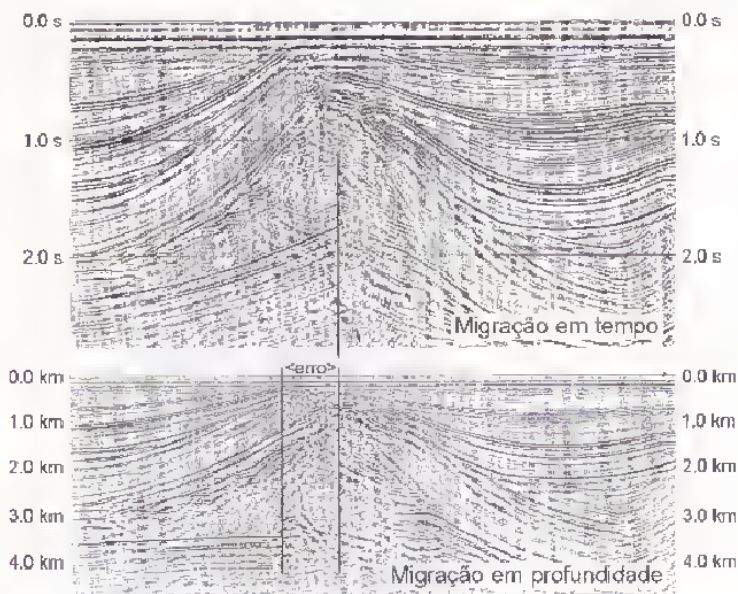 0.0 s 0.0 s
1.0 s 1.0 s
2.0 s 2.0 s
Migração em tempo
<erro>
0.0 km 0.0 km
1.0 km 1.0 km
2.0 km 2.0 km
3.0 km 3.0 km
4.0 km 4.0 km
Migração em profundidade